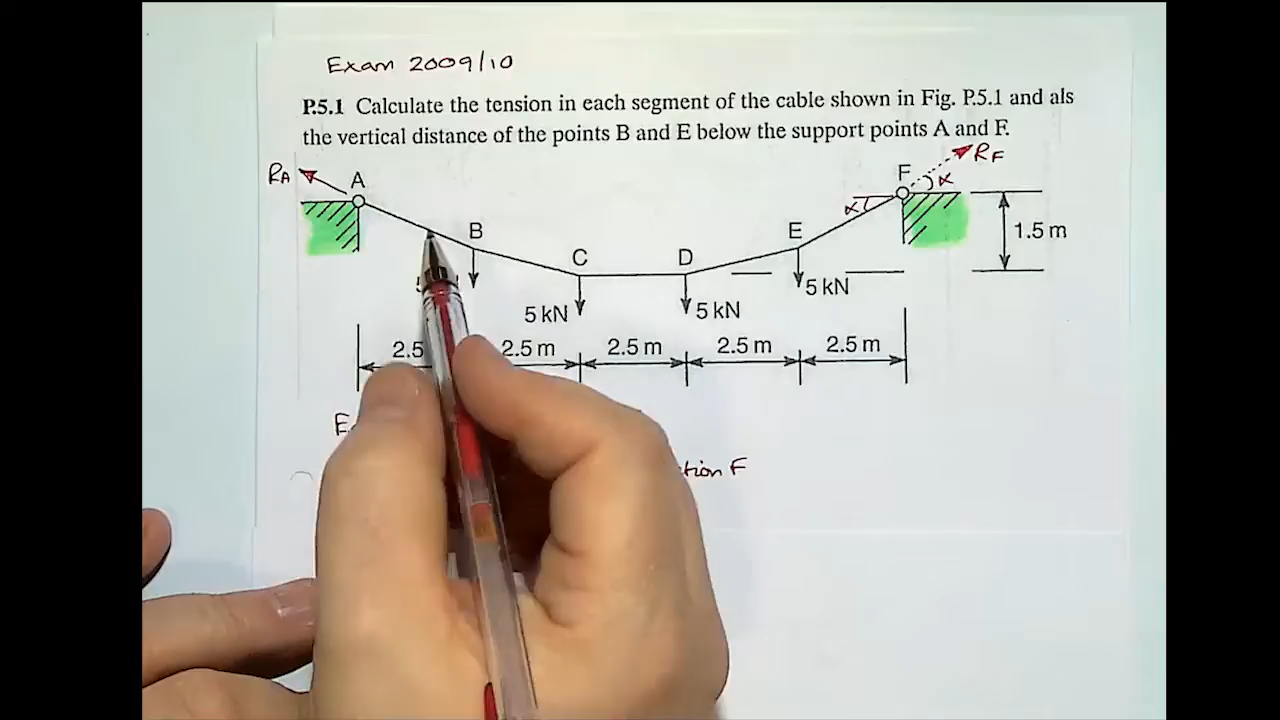 Exam 2009/10
P.5.1 Calculate the tension in each segment of the cable shown in Fig. P.5.1 and als
the vertical distance of the points B and E below the support points A and F.
RA A F RF
α α
B E 1.5 m
C D
5 kN
5 kN 5 kN
2.5 2.5 m 2.5 m 2.5 m 2.5 m
F